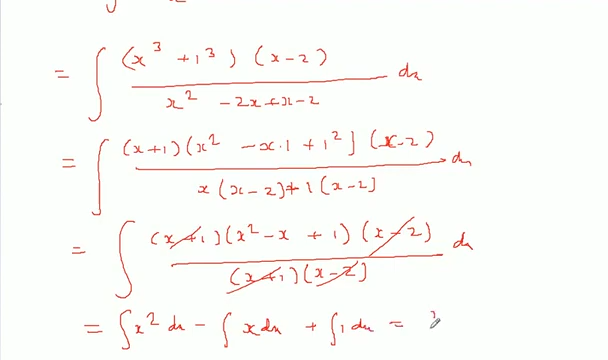 = ∫ (x³ + 1³) (x-2) / x² - 2x + x - 2 dx
= ∫ (x+1)(x² - x·1 + 1²] (x-2) / x(x-2) + 1(x-2] dx
= ∫ (x+1)(x² - x + 1) (x-2) / (x+1)(x-2] dx
= ∫x² dx - ∫ x dx + ∫1 dx =